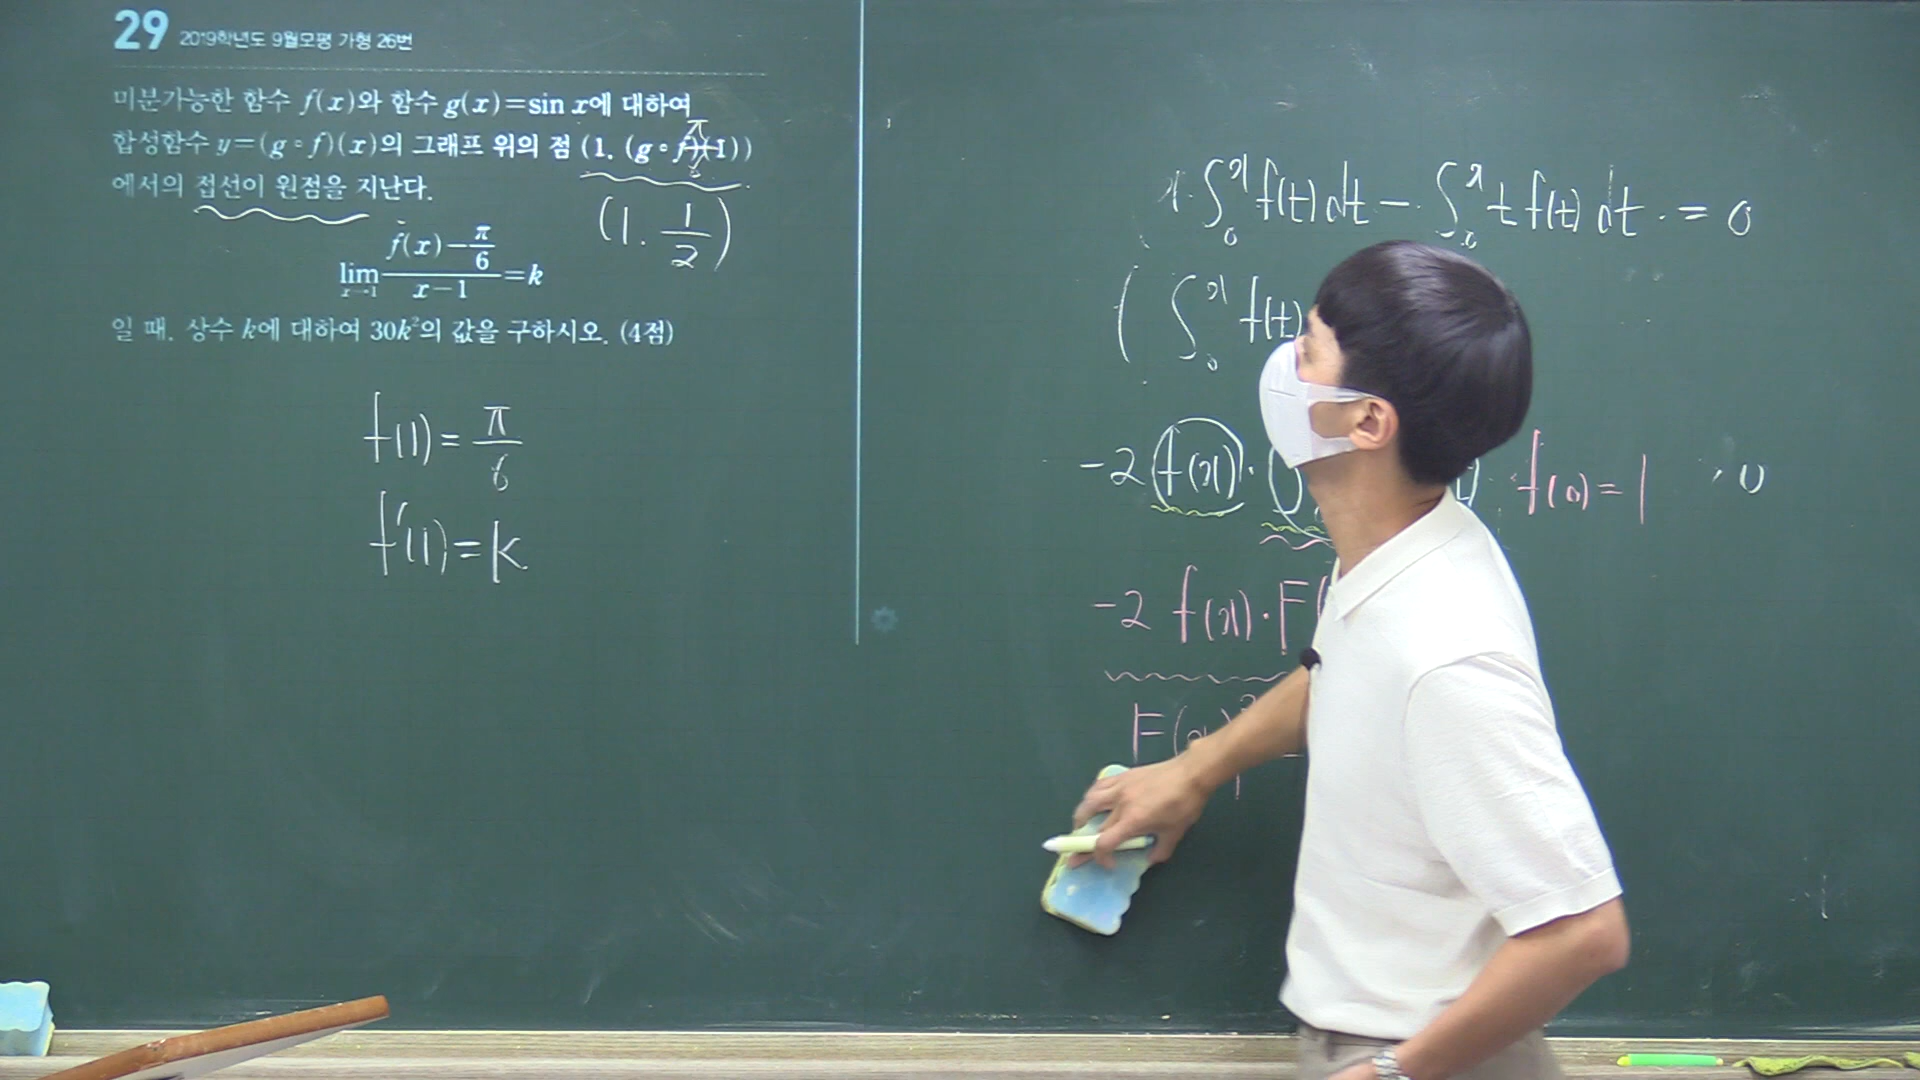 29 2019학년도 9월모평 가형 26번
미분가능한 함수 f(x)와 함수 g(x)=sin x에 대하여
합성함수 y=(g∘f)(x)의 그래프 위의 점 (1, (g∘f)(1))
π/6
에서의 접선이 원점을 지난다.
(1, 1/2)
lim x→1 (f(x)−π/6)/(x−1)=k
일 때, 상수 k에 대하여 30k²의 값을 구하시오. (4점)
f(1)=π/6
f'(1)=k
x·∫₀ˣ f(t)dt − ∫₀ˣ t f(t) dt = 0
( ∫₀ˣ f(t)
-2 f(x)· f(0)=1
-2 f(x)·F(